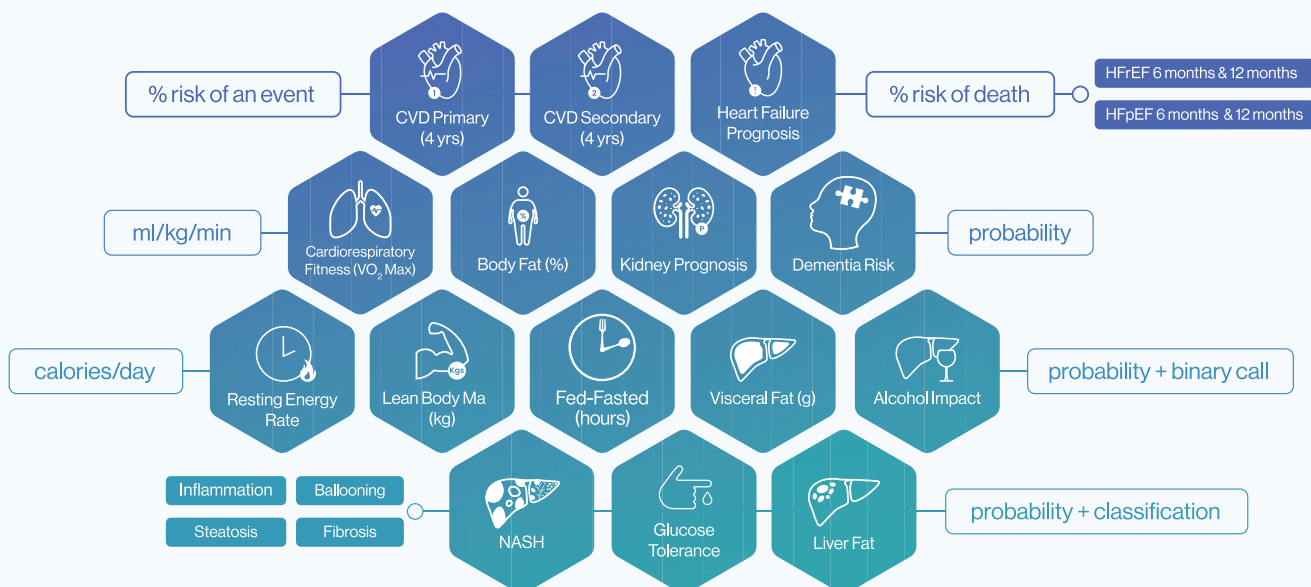 % risk of an event
1
CVD Primary
(4 yrs)
2
CVD Secondary
(4 yrs)
!
Heart Failure
Prognosis
% risk of death
HFrEF 6 months & 12 months
HFpEF 6 months & 12 months
ml/kg/min
Cardiorespiratory
Fitness (VO2 Max)
%
Body Fat (%)
P
Kidney Prognosis
Dementia Risk
probability
calories/day
Resting Energy
Rate
Kgs
Lean Body Ma
(kg)
Fed-Fasted
(hours)
Visceral Fat (g)
Alcohol Impact
probability + binary call
Inflammation
Ballooning
Steatosis
Fibrosis
NASH
Glucose
Tolerance
Liver Fat
probability + classification